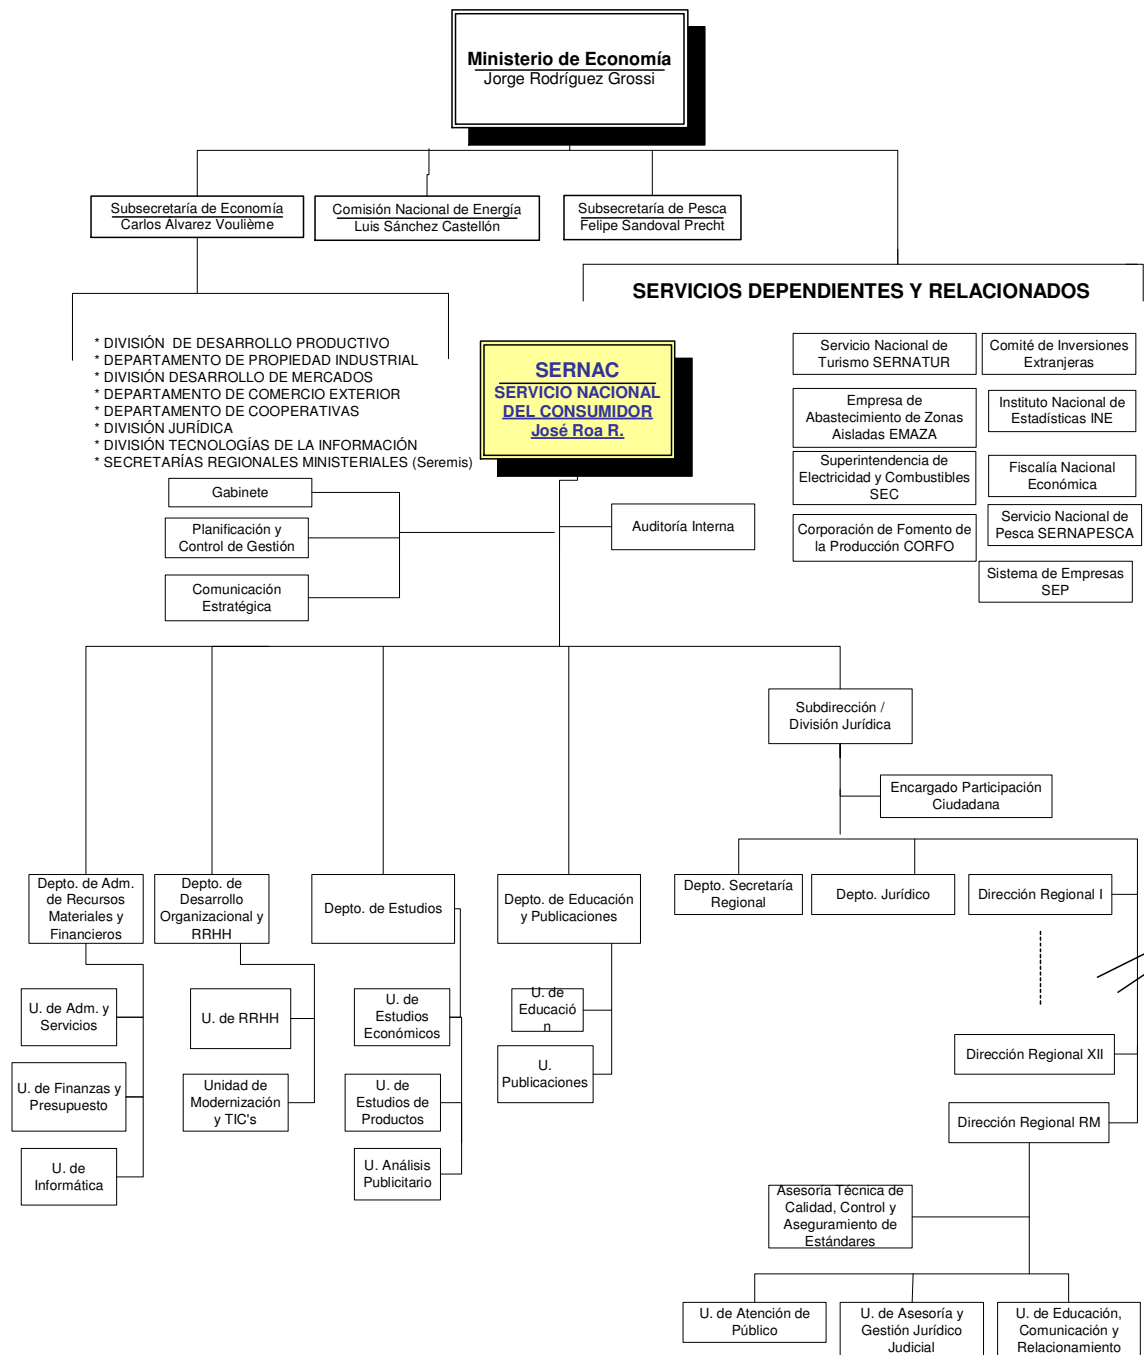 Ministerio de Economía
Jorge Rodríguez Grossi
Subsecretaría de Economía
Carlos Alvarez Voulième
Comisión Nacional de Energía
Luis Sánchez Castellón
Subsecretaría de Pesca
Felipe Sandoval Precht
SERVICIOS DEPENDIENTES Y RELACIONADOS
* DIVISIÓN  DE DESARROLLO PRODUCTIVO
* DEPARTAMENTO DE PROPIEDAD INDUSTRIAL
* DIVISIÓN DESARROLLO DE MERCADOS
* DEPARTAMENTO DE COMERCIO EXTERIOR
* DEPARTAMENTO DE COOPERATIVAS
* DIVISIÓN JURÍDICA
* DIVISIÓN TECNOLOGÍAS DE LA INFORMACIÓN
* SECRETARÍAS REGIONALES MINISTERIALES (Seremis)
SERNAC
SERVICIO NACIONAL
DEL CONSUMIDOR
José Roa R.
Servicio Nacional de
Turismo SERNATUR
Comité de Inversiones
Extranjeras
Empresa de
Abastecimiento de Zonas
Aisladas EMAZA
Instituto Nacional de
Estadísticas INE
Superintendencia de
Electricidad y Combustibles
SEC
Fiscalía Nacional
Económica
Corporación de Fomento de
la Producción CORFO
Servicio Nacional de
Pesca SERNAPESCA
Sistema de Empresas
SEP
Gabinete
Planificación y
Control de Gestión
Comunicación
Estratégica
Auditoría Interna
Subdirección /
División Jurídica
Encargado Participación
Ciudadana
Depto. de Adm.
de Recursos
Materiales y
Financieros
Depto. de
Desarrollo
Organizacional y
RRHH
Depto. de Estudios
Depto. de Educación
y Publicaciones
Depto. Secretaría
Regional
Depto. Jurídico
Dirección Regional I
U. de Adm. y
Servicios
U. de RRHH
U. de
Estudios
Económicos
U. de
Educació
n
U. de Finanzas y
Presupuesto
Unidad de
Modernización
y TIC's
U. de
Estudios de
Productos
U.
Publicaciones
Dirección Regional XII
U. de
Informática
U. Análisis
Publicitario
Dirección Regional RM
Asesoría Técnica de
Calidad, Control y
Aseguramiento de
Estándares
U. de Atención de
Público
U. de Asesoría y
Gestión Jurídico
Judicial
U. de Educación,
Comunicación y
Relacionamiento